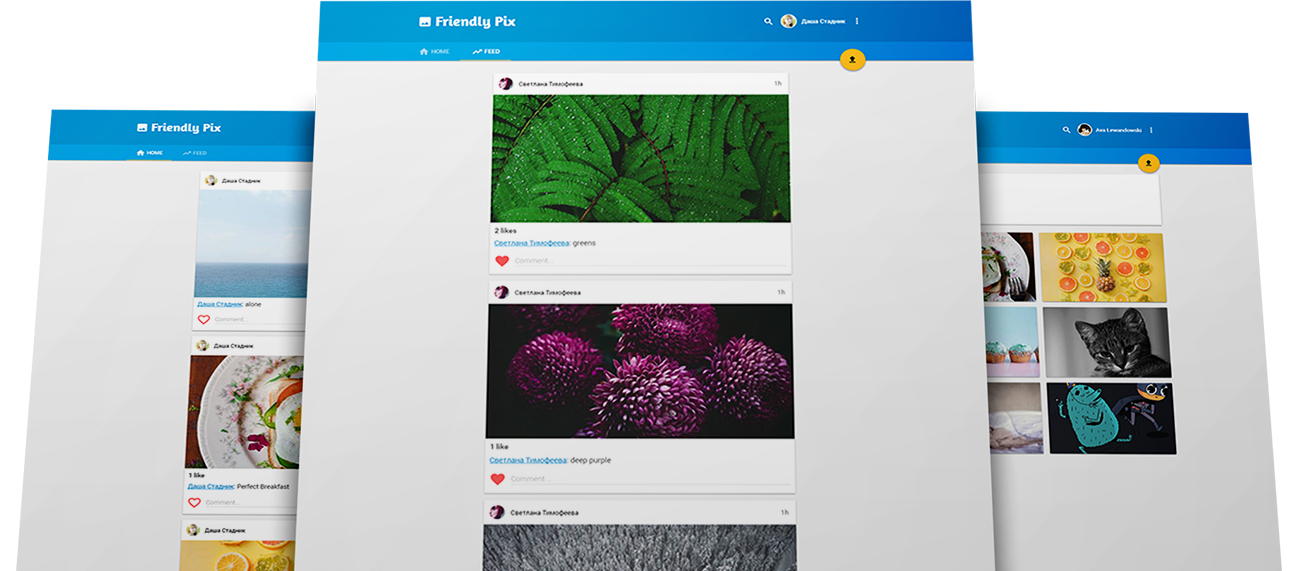 Friendly Pix
HOME
FEED
Даша Стадник
Даша Стадник: alone
Comment...
Даша Стадник
1 like
Даша Стадник: Perfect Breakfast
Comment...
Даша Стадник
Friendly Pix
Даша Стадник
HOME
FEED
Светлана Тимофеева
1h
2 likes
Светлана Тимофеева: greens
Comment...
Светлана Тимофеева
1h
1 like
Светлана Тимофеева: deep purple
Comment...
Светлана Тимофеева
1h
Ava Lewandowski